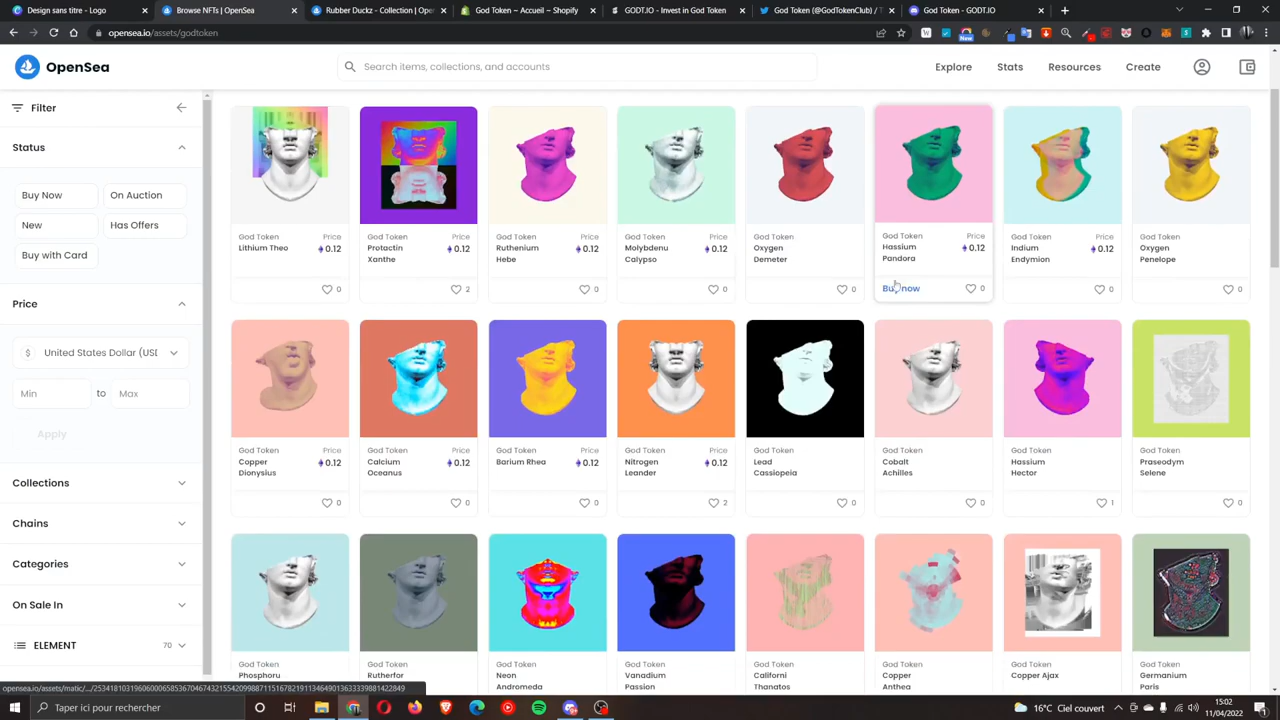 Design sans titre - Logo
Browse NFTs | OpenSea
Rubber Duckz - Collection | Ope
God Token ~ Accueil ~ Shopify
GODT.IO - Invest in God Token
God Token (@GodTokenClub) / T
God Token - GODT.IO
opensea.io/assets/godtoken
OpenSea
Search items, collections, and accounts
Explore
Stats
Resources
Create
Filter
Status
Buy Now
On Auction
New
Has Offers
Buy with Card
Price
$ United States Dollar (USD
Min to Max
Apply
Collections
Chains
Categories
On Sale In
ELEMENT 70
God Token Price
Lithium Theo 0.12
0
God Token Price
Protactin 0.12
Xanthe
2
God Token Price
Ruthenium 0.12
Hebe
0
God Token Price
Molybdenu 0.12
Calypso
0
God Token
Oxygen
Demeter
0
God Token Price
Hassium 0.12
Pandora
Buy now 0
God Token Price
Indium 0.12
Endymion
0
God Token
Oxygen
Penelope
0
God Token Price
Copper 0.12
Dionysius
0
God Token Price
Calcium 0.12
Oceanus
0
God Token Price
Barium Rhea 0.12
0
God Token Price
Nitrogen 0.12
Leander
2
God Token
Lead
Cassiopeia
0
God Token
Cobalt
Achilles
0
God Token
Hassium
Hector
1
God Token
Praseodym
Selene
0
God Token
Phosphoru
God Token
Rutherfor
God Token
Neon
Andromeda
God Token
Vanadium
Passion
God Token
Californi
Thanatos
God Token
Copper
Anthea
God Token
Copper Ajax
God Token
Germanium
Paris
Taper ici pour rechercher
16°C Ciel couvert
15:02
11/04/2022